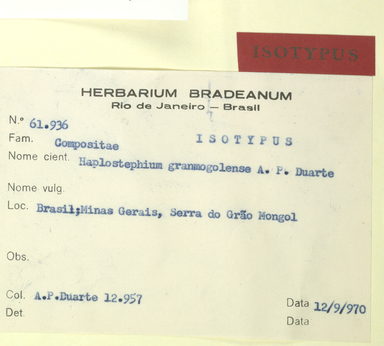 ISOTYPUS
HERBARIUM BRADEANUM
Rio de Janeiro — Brasil
N.º 61.936
Fam. Compositae ISOTYPUS
Nome cient. Haplostephium granmogolense A. P. Duarte
Nome vulg.
Loc. Brasil;Minas Gerais, Serra do Grão Mongol
Obs.
Col. A.P.Duarte 12.957 Data 12/9/970
Det. Data